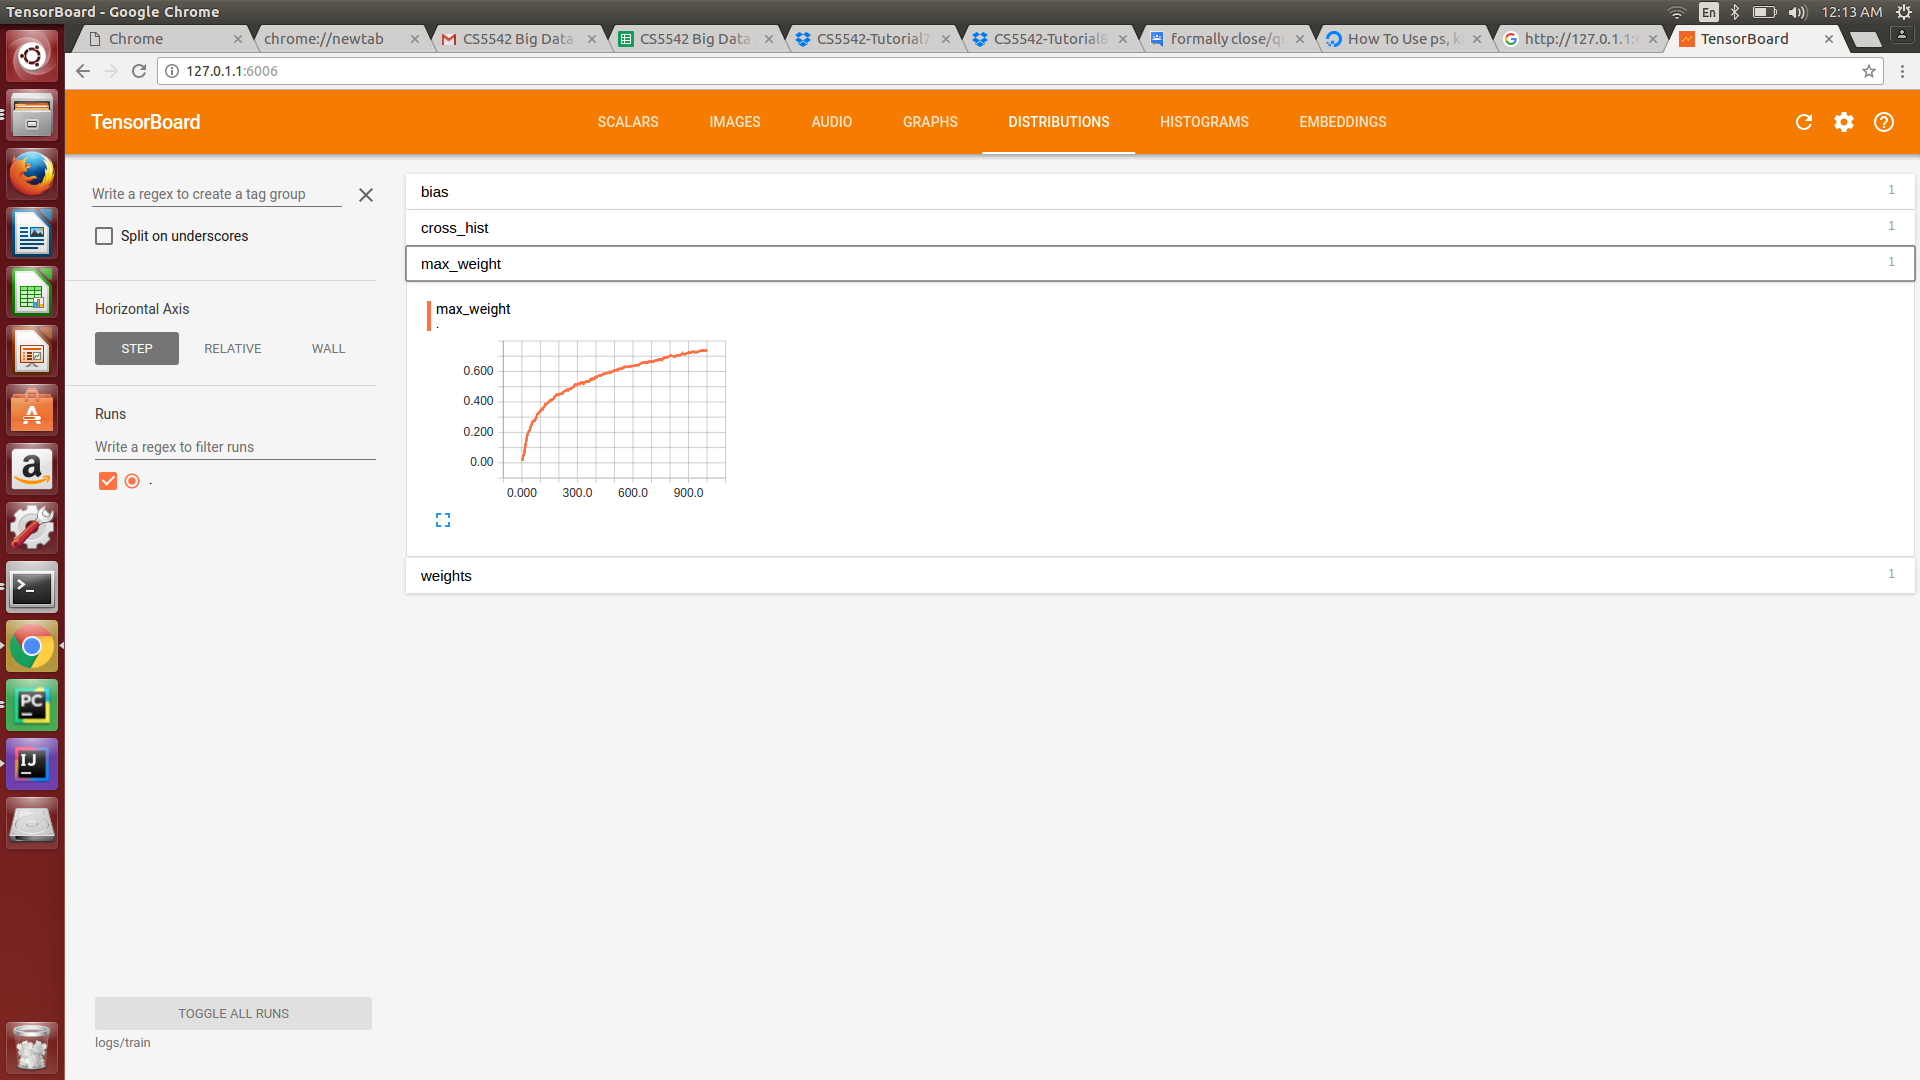 TensorBoard - Google Chrome
En
12:13 AM
Chrome
chrome://newtab
CS5542 Big Data
CS5542 Big Data
CS5542-Tutorial7
CS5542-Tutorial8
formally close/qu
How To Use ps, ki
http://127.0.1.1:6
TensorBoard
127.0.1.1:6006
TensorBoard
SCALARS
IMAGES
AUDIO
GRAPHS
DISTRIBUTIONS
HISTOGRAMS
EMBEDDINGS
Write a regex to create a tag group
Split on underscores
Horizontal Axis
STEP
RELATIVE
WALL
Runs
Write a regex to filter runs
.
TOGGLE ALL RUNS
logs/train
bias
1
cross_hist
1
max_weight
1
max_weight
.
0.600
0.400
0.200
0.00
0.000
300.0
600.0
900.0
weights
1